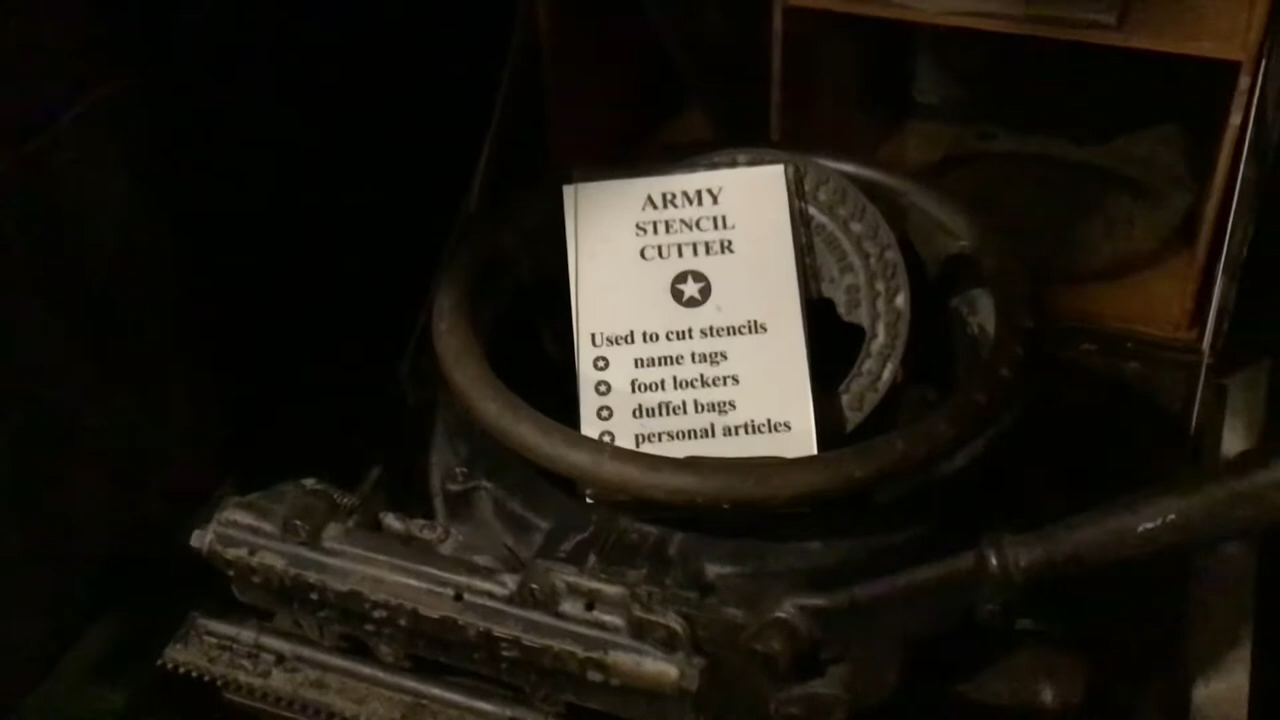 ARMY
STENCIL
CUTTER
Used to cut stencils
name tags
foot lockers
duffel bags
personal articles